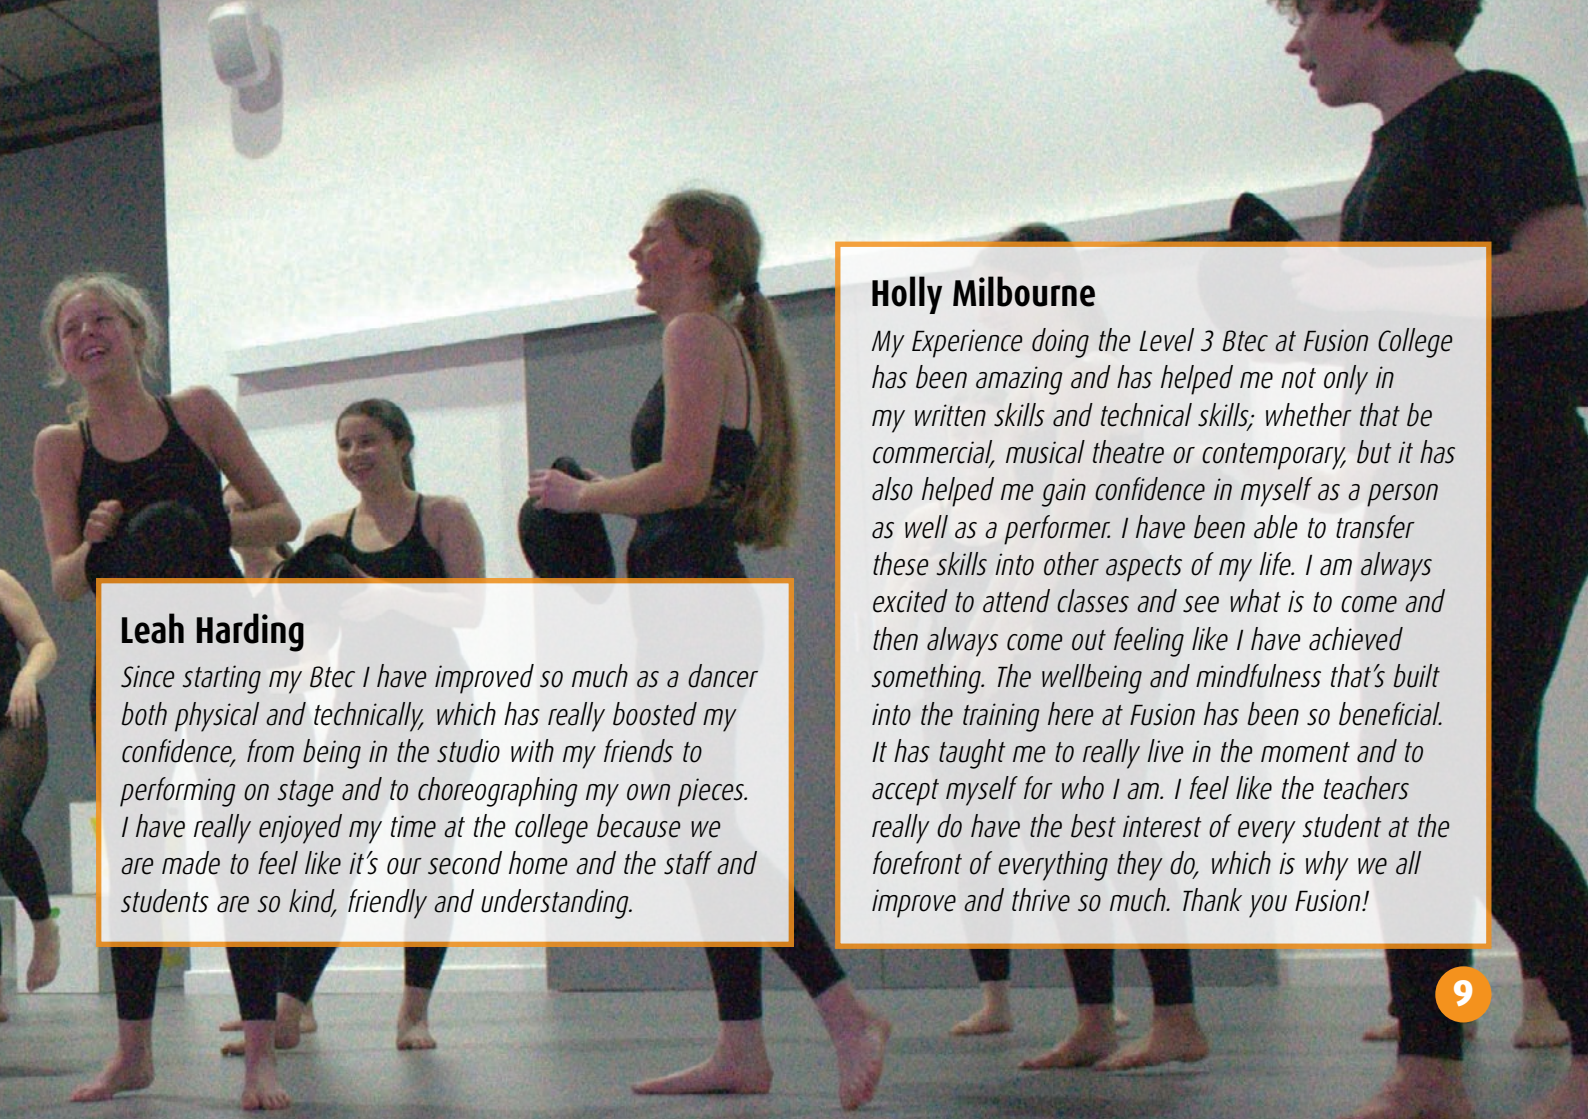 Leah Harding
Since starting my Btec I have improved so much as a dancer
both physical and technically, which has really boosted my
confidence, from being in the studio with my friends to
performing on stage and to choreographing my own pieces.
I have really enjoyed my time at the college because we
are made to feel like it's our second home and the staff and
students are so kind, friendly and understanding.
Holly Milbourne
My Experience doing the Level 3 Btec at Fusion College
has been amazing and has helped me not only in
my written skills and technical skills; whether that be
commercial, musical theatre or contemporary, but it has
also helped me gain confidence in myself as a person
as well as a performer. I have been able to transfer
these skills into other aspects of my life. I am always
excited to attend classes and see what is to come and
then always come out feeling like I have achieved
something. The wellbeing and mindfulness that's built
into the training here at Fusion has been so beneficial.
It has taught me to really live in the moment and to
accept myself for who I am. I feel like the teachers
really do have the best interest of every student at the
forefront of everything they do, which is why we all
improve and thrive so much. Thank you Fusion!
9